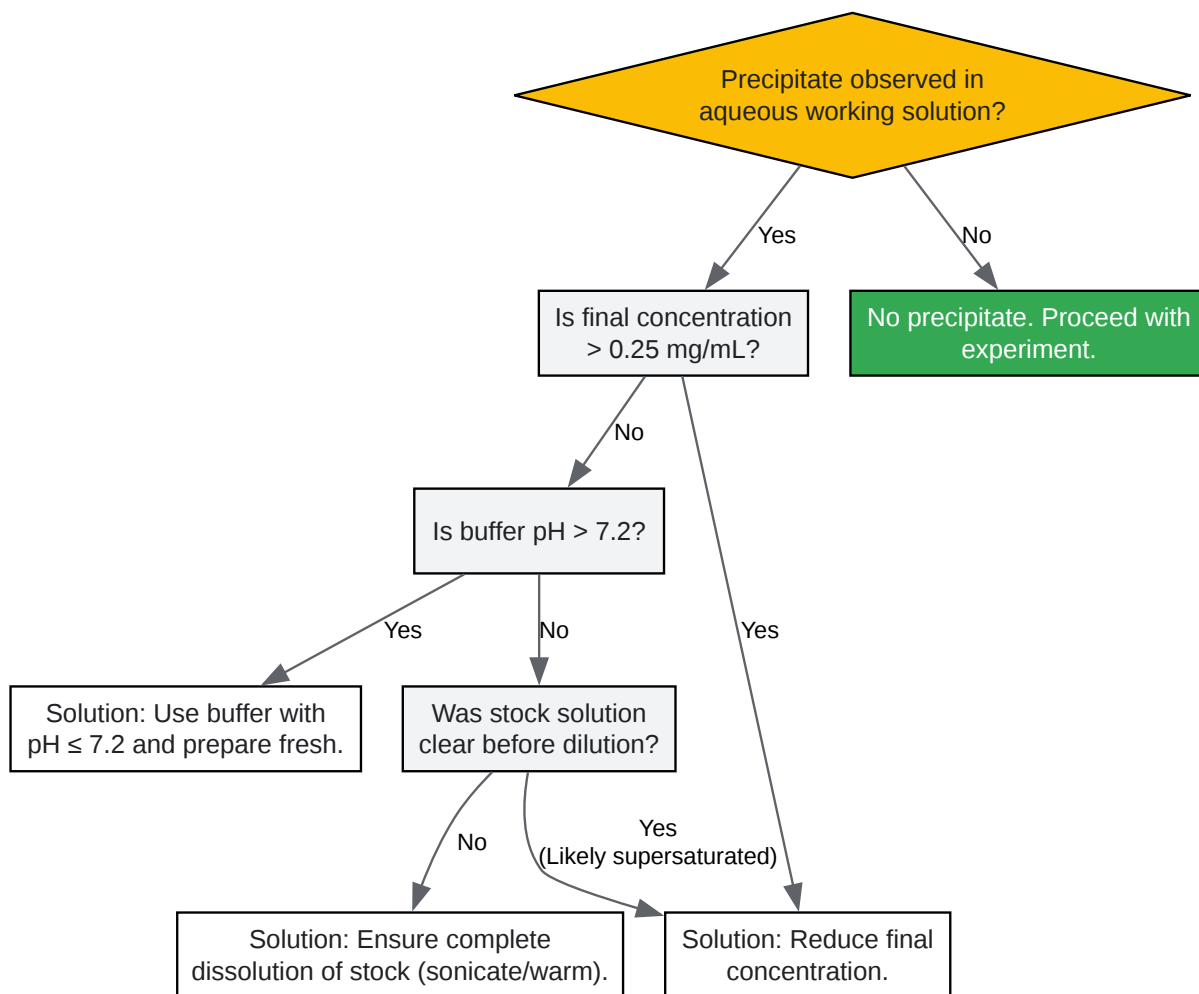 Precipitate observed in
aqueous working solution?
Yes
No
Is final concentration
> 0.25 mg/mL?
No precipitate. Proceed with
experiment.
No
Is buffer pH > 7.2?
Yes
No
Yes
Solution: Use buffer with
pH ≤ 7.2 and prepare fresh.
Was stock solution
clear before dilution?
No
Yes
(Likely supersaturated)
Solution: Ensure complete
dissolution of stock (sonicate/warm).
Solution: Reduce final
concentration.